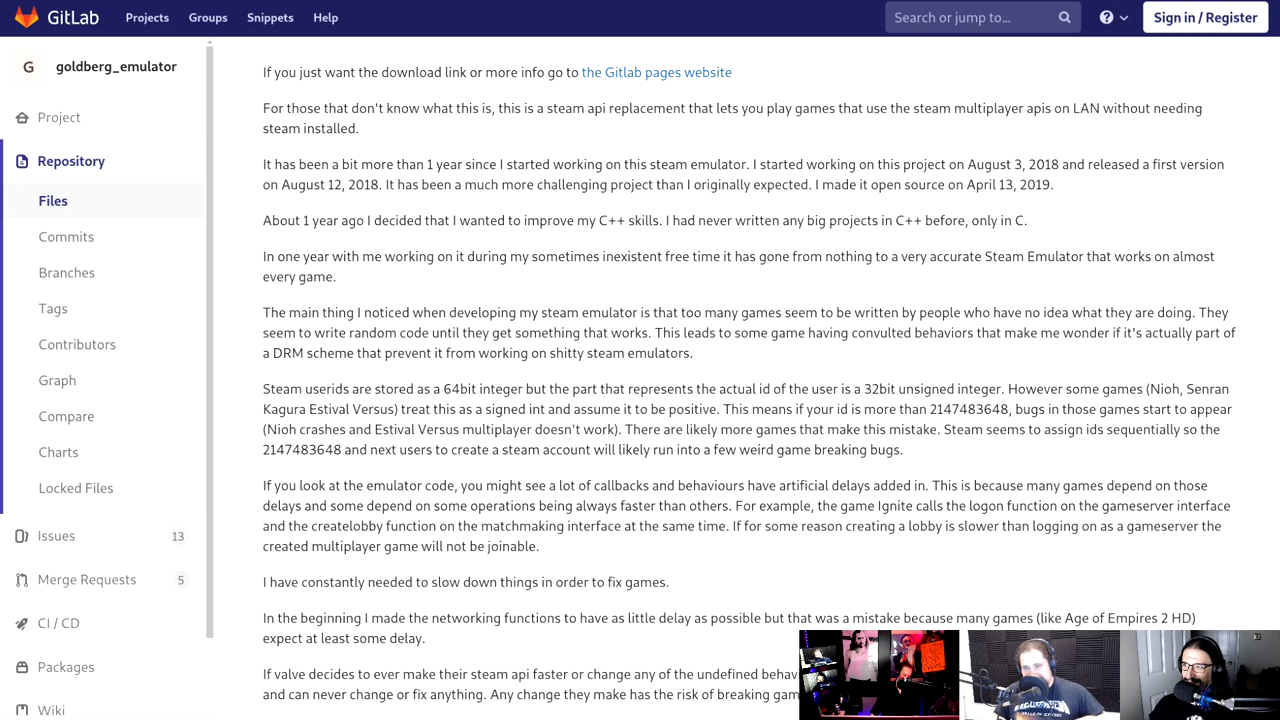 GitLab Projects Groups Snippets Help Search or jump to... Sign in / Register
G goldberg_emulator
Project
Repository
Files
Commits
Branches
Tags
Contributors
Graph
Compare
Charts
Locked Files
Issues 13
Merge Requests 5
CI / CD
Packages
Wiki
If you just want the download link or more info go to the Gitlab pages website
For those that don't know what this is, this is a steam api replacement that lets you play games that use the steam multiplayer apis on LAN without needing
steam installed.
It has been a bit more than 1 year since I started working on this steam emulator. I started working on this project on August 3, 2018 and released a first version
on August 12, 2018. It has been a much more challenging project than I originally expected. I made it open source on April 13, 2019.
About 1 year ago I decided that I wanted to improve my C++ skills. I had never written any big projects in C++ before, only in C.
In one year with me working on it during my sometimes inexistent free time it has gone from nothing to a very accurate Steam Emulator that works on almost
every game.
The main thing I noticed when developing my steam emulator is that too many games seem to be written by people who have no idea what they are doing. They
seem to write random code until they get something that works. This leads to some game having convulted behaviors that make me wonder if it's actually part of
a DRM scheme that prevent it from working on shitty steam emulators.
Steam userids are stored as a 64bit integer but the part that represents the actual id of the user is a 32bit unsigned integer. However some games (Nioh, Senran
Kagura Estival Versus) treat this as a signed int and assume it to be positive. This means if your id is more than 2147483648, bugs in those games start to appear
(Nioh crashes and Estival Versus multiplayer doesn't work). There are likely more games that make this mistake. Steam seems to assign ids sequentially so the
2147483648 and next users to create a steam account will likely run into a few weird game breaking bugs.
If you look at the emulator code, you might see a lot of callbacks and behaviours have artificial delays added in. This is because many games depend on those
delays and some depend on some operations being always faster than others. For example, the game Ignite calls the logon function on the gameserver interface
and the createlobby function on the matchmaking interface at the same time. If for some reason creating a lobby is slower than logging on as a gameserver the
created multiplayer game will not be joinable.
I have constantly needed to slow down things in order to fix games.
In the beginning I made the networking functions to have as little delay as possible but that was a mistake because many games (like Age of Empires 2 HD)
expect at least some delay.
If valve decides to ever make their steam api faster or change any of the undefined behav
and can never change or fix anything. Any change they make has the risk of breaking gam